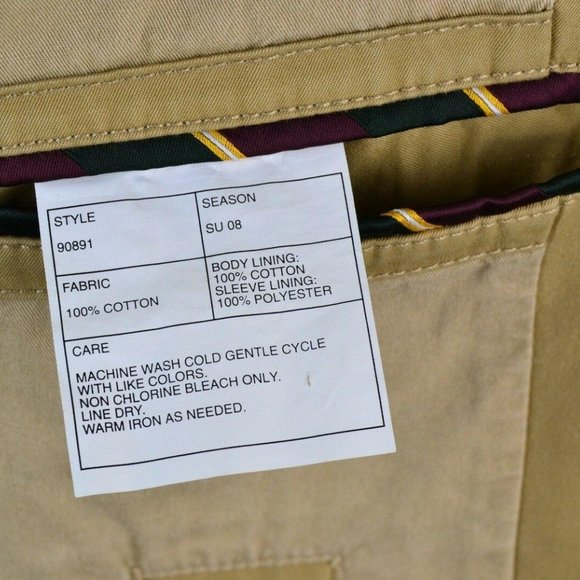 STYLE
90891
SEASON
SU 08
FABRIC
100% COTTON
BODY LINING:
100% COTTON
SLEEVE LINING:
100% POLYESTER
CARE
MACHINE WASH COLD GENTLE CYCLE
WITH LIKE COLORS.
NON CHLORINE BLEACH ONLY.
LINE DRY.
WARM IRON AS NEEDED.